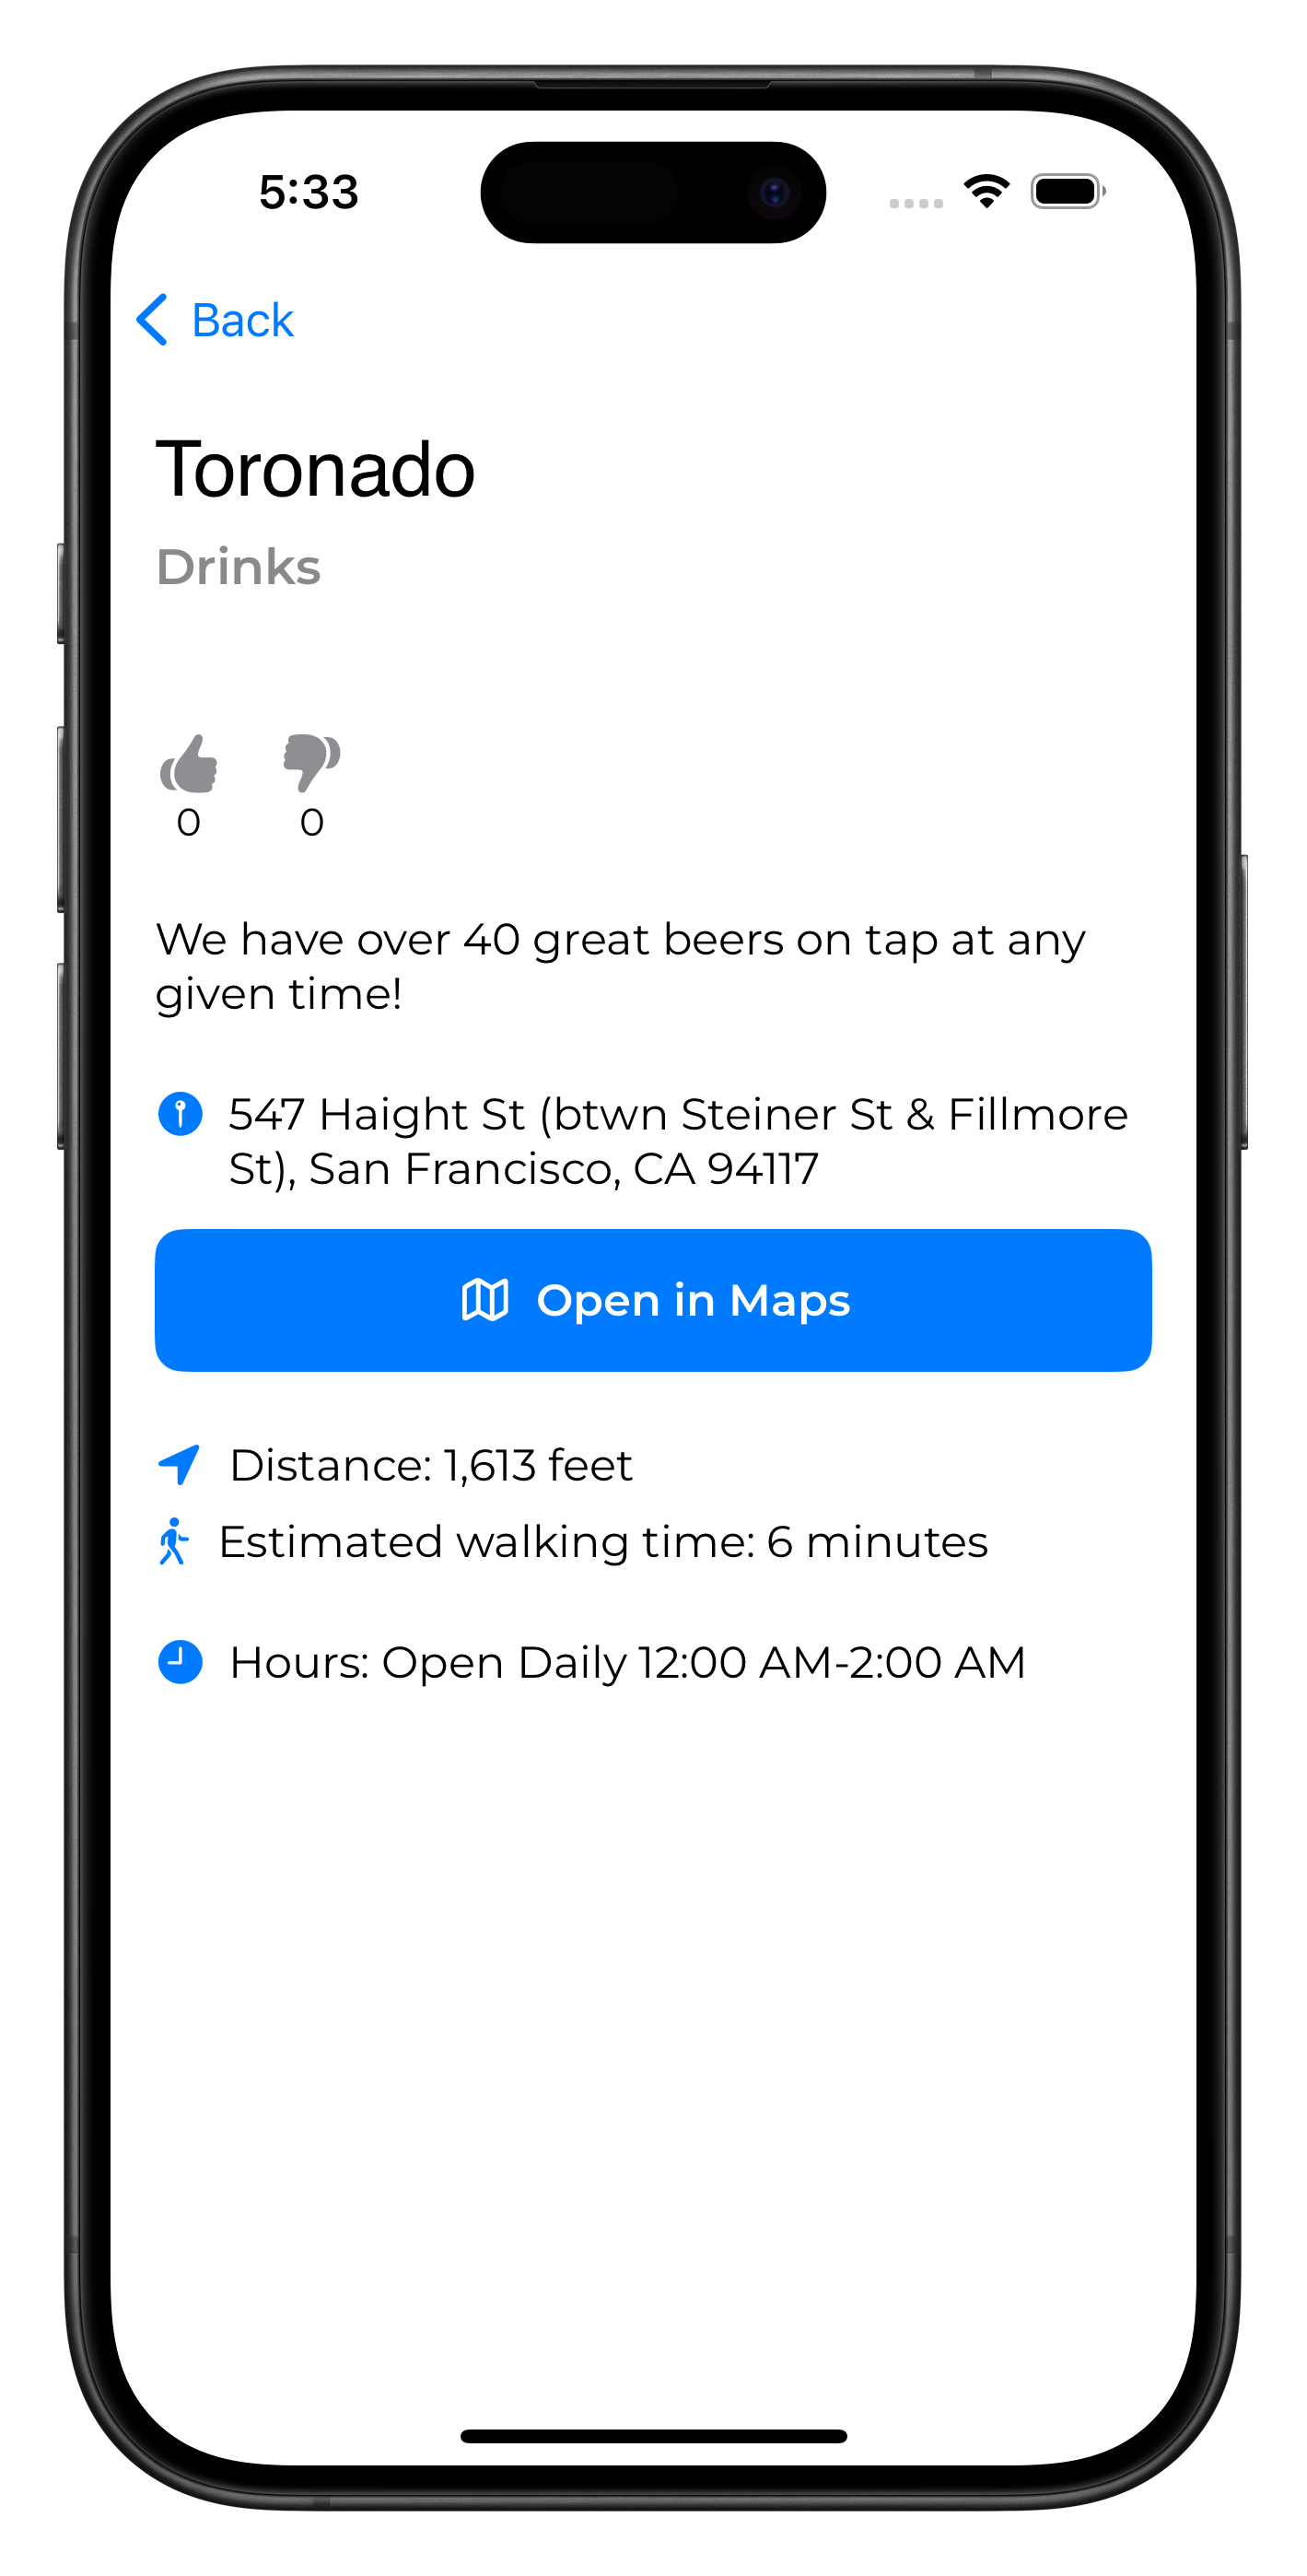 5:33
Back
Toronado
Drinks
0 0
We have over 40 great beers on tap at any
given time!
547 Haight St (btwn Steiner St & Fillmore
St), San Francisco, CA 94117
Open in Maps
Distance: 1,613 feet
Estimated walking time: 6 minutes
Hours: Open Daily 12:00 AM-2:00 AM